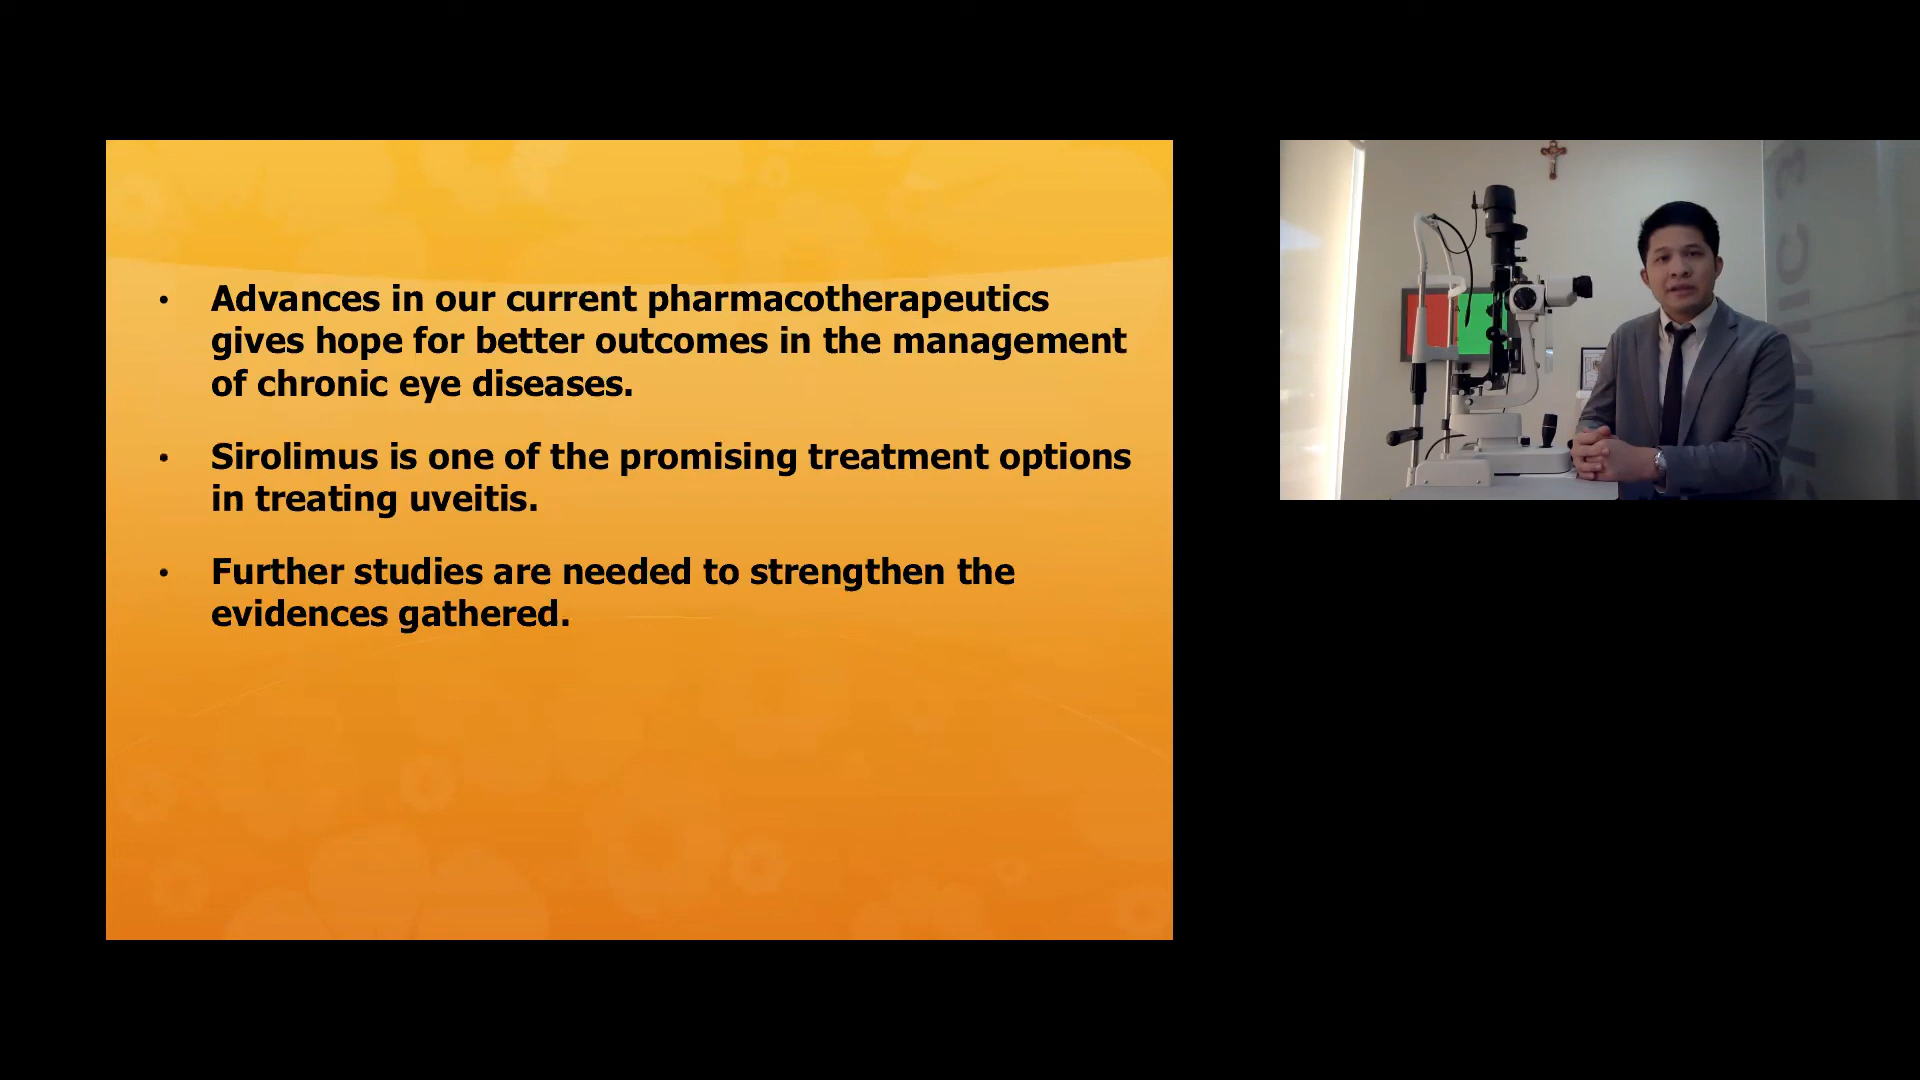 • Advances in our current pharmacotherapeutics
gives hope for better outcomes in the management
of chronic eye diseases.
• Sirolimus is one of the promising treatment options
in treating uveitis.
• Further studies are needed to strengthen the
evidences gathered.